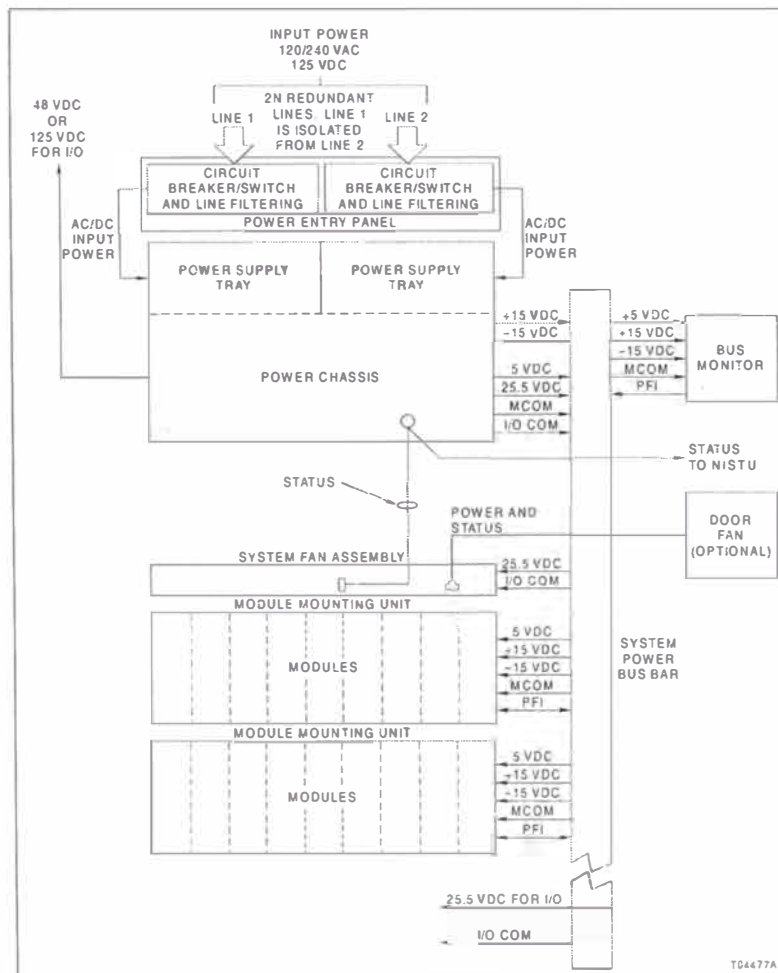 INPUT POWER
120/240 VAC
125 VDC
48 VDC
OR
125 VDC
FOR I/O
LINE 1
2N REDUNDANT
LINES, LINE 1
IS ISOLATED
FROM LINE 2
LINE 2
CIRCUIT
BREAKER/SWITCH
AND LINE FILTERING
CIRCUIT
BREAKER/SWITCH
AND LINE FILTERING
POWER ENTRY PANEL
AC/DC
INPUT
POWER
AC/DC
INPUT
POWER
POWER SUPPLY
TRAY
POWER SUPPLY
TRAY
POWER CHASSIS
+15 VDC
-15 VDC
5 VDC
25.5 VDC
MCOM
I/O COM
+5 VDC
+15 VDC
-15 VDC
MCOM
PFI
BUS
MONITOR
STATUS
TO NISTU
STATUS
POWER AND
STATUS
DOOR
FAN
(OPTIONAL)
SYSTEM FAN ASSEMBLY
25.5 VDC
I/O COM
MODULE MOUNTING UNIT
MODULES
5 VDC
+15 VDC
-15 VDC
MCOM
PFI
SYSTEM
POWER
BUS BAR
MODULE MOUNTING UNIT
MODULES
5 VDC
+15 VDC
-15 VDC
MCOM
PFI
25.5 VDC FOR I/O
I/O COM
TC4477A